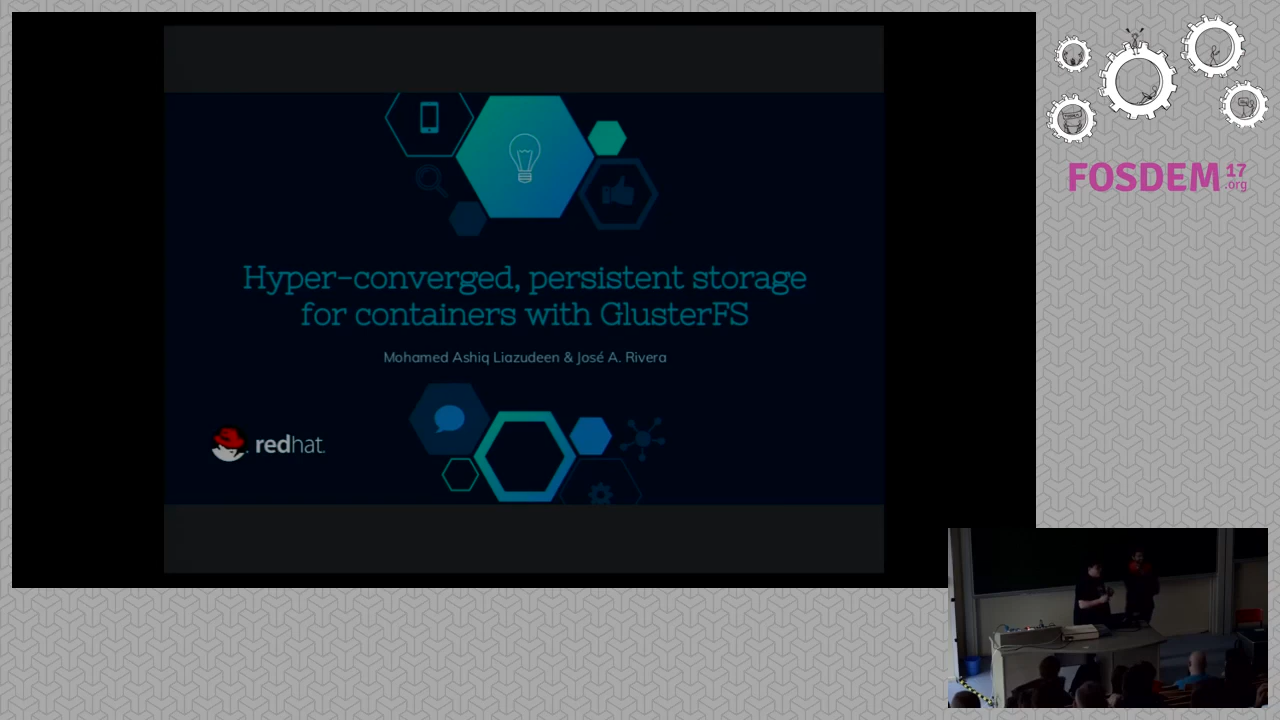 Hyper-converged, persistent storage
for containers with GlusterFS
Mohamed Ashiq Liazudeen & José A. Rivera
redhat.
FOSDEM 17
.org